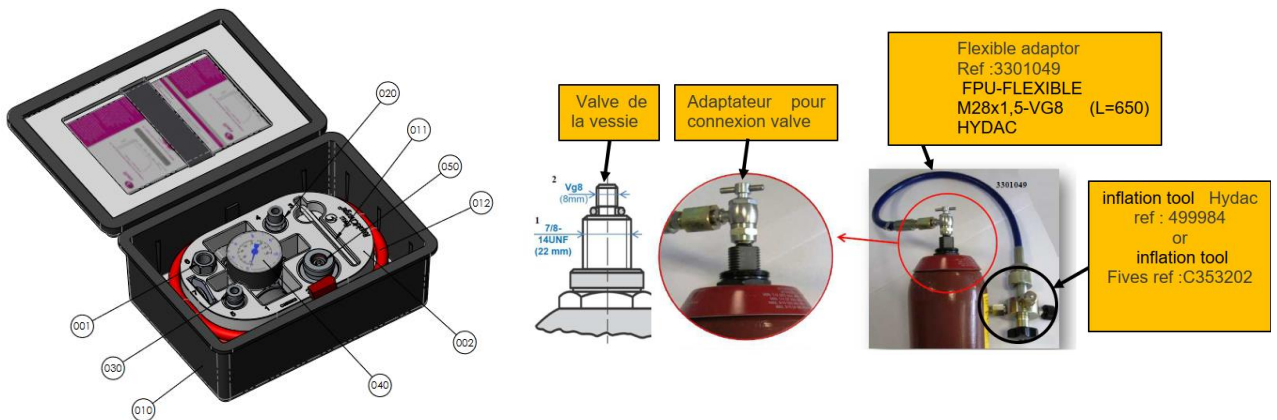 020
011
050
012
001
030
010
040
002
Valve de
la vessie
Adaptateur pour
connexion valve
Flexible adaptor
Ref :3301049
FPU-FLEXIBLE
M28x1,5-VG8 (L=650)
HYDAC
2
Vg8
(8mm)
1
7/8-
14UNF
(22 mm)
3301049
inflation tool Hydac
ref : 499984
or
inflation tool
Fives ref :C353202